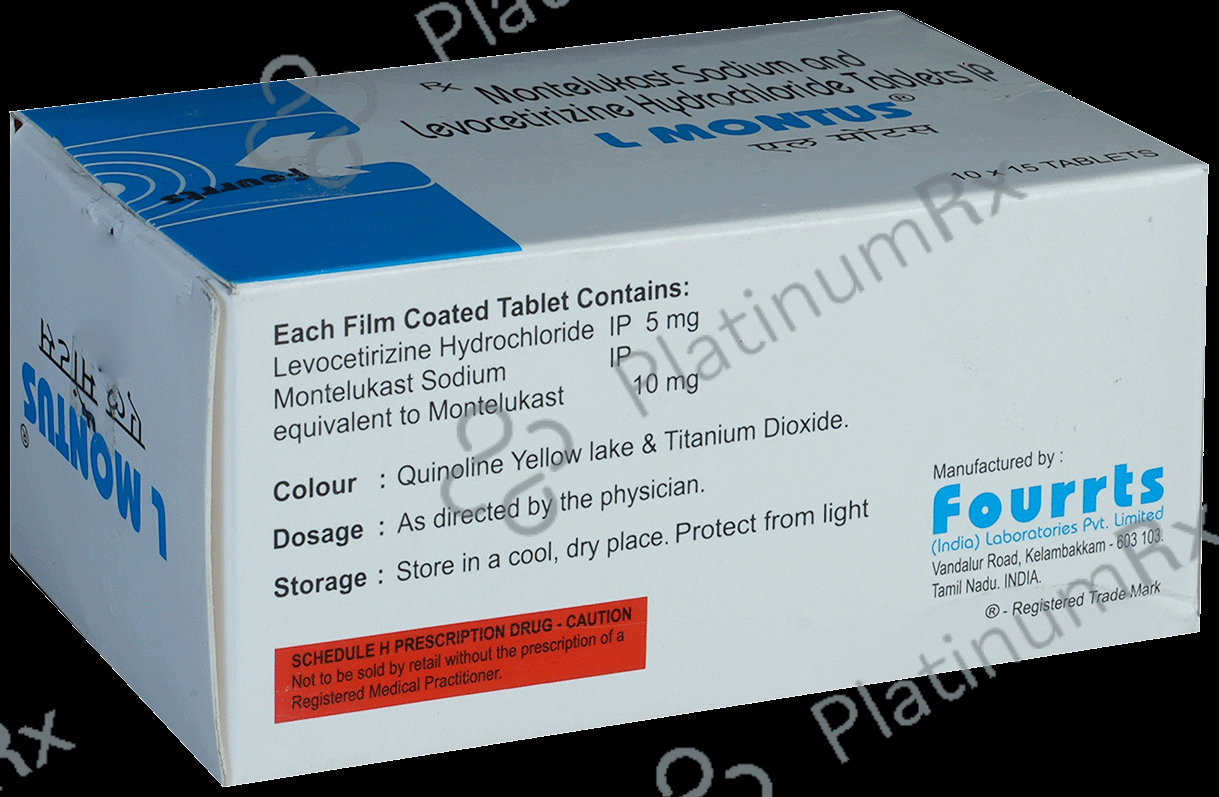 Rx Montelukast Sodium and
Levocetirizine Hydrochloride Tablets IP
L MONTUS®
एल मोंटस
10 x 15 TABLETS
Fourrts
Each Film Coated Tablet Contains:
Levocetirizine Hydrochloride IP 5 mg
Montelukast Sodium IP
equivalent to Montelukast 10 mg
Colour : Quinoline Yellow lake & Titanium Dioxide.
Dosage : As directed by the physician.
Storage : Store in a cool, dry place. Protect from light
SCHEDULE H PRESCRIPTION DRUG - CAUTION
Not to be sold by retail without the prescription of a
Registered Medical Practitioner.
Manufactured by :
Fourrts
(India) Laboratories Pvt. Limited
Vandalur Road, Kelambakkam - 603 103.
Tamil Nadu. INDIA.
® - Registered Trade Mark
L MONTUS®
PlatinumRx
PlatinumRx
Rx